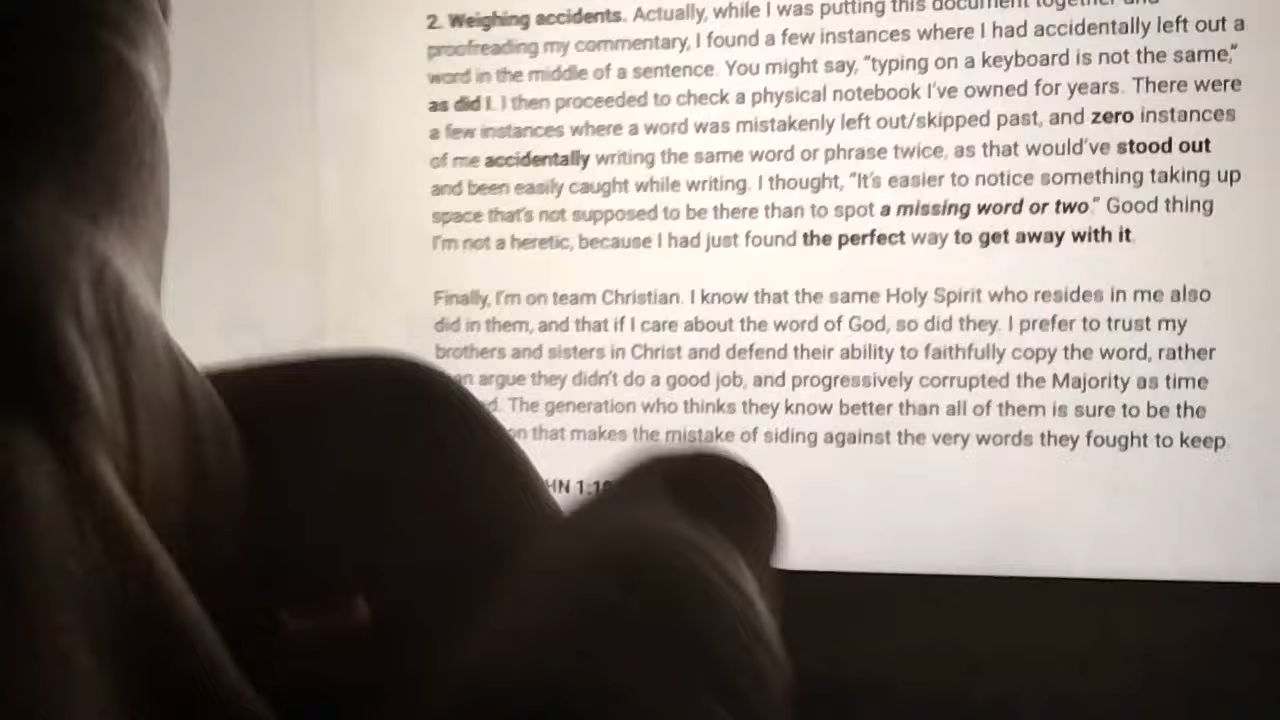 2. Weighing accidents. Actually, while I was putting this document together and
proofreading my commentary, I found a few instances where I had accidentally left out a
word in the middle of a sentence. You might say, “typing on a keyboard is not the same,”
as did I. I then proceeded to check a physical notebook I’ve owned for years. There were
a few instances where a word was mistakenly left out/skipped past, and zero instances
of me accidentally writing the same word or phrase twice, as that would’ve stood out
and been easily caught while writing. I thought, “It’s easier to notice something taking up
space that’s not supposed to be there than to spot a missing word or two.” Good thing
I’m not a heretic, because I had just found the perfect way to get away with it.
Finally, I’m on team Christian. I know that the same Holy Spirit who resides in me also
did in them, and that if I care about the word of God, so did they. I prefer to trust my
brothers and sisters in Christ and defend their ability to faithfully copy the word, rather
argue they didn’t do a good job, and progressively corrupted the Majority as time
The generation who thinks they know better than all of them is sure to be the
that makes the mistake of siding against the very words they fought to keep.